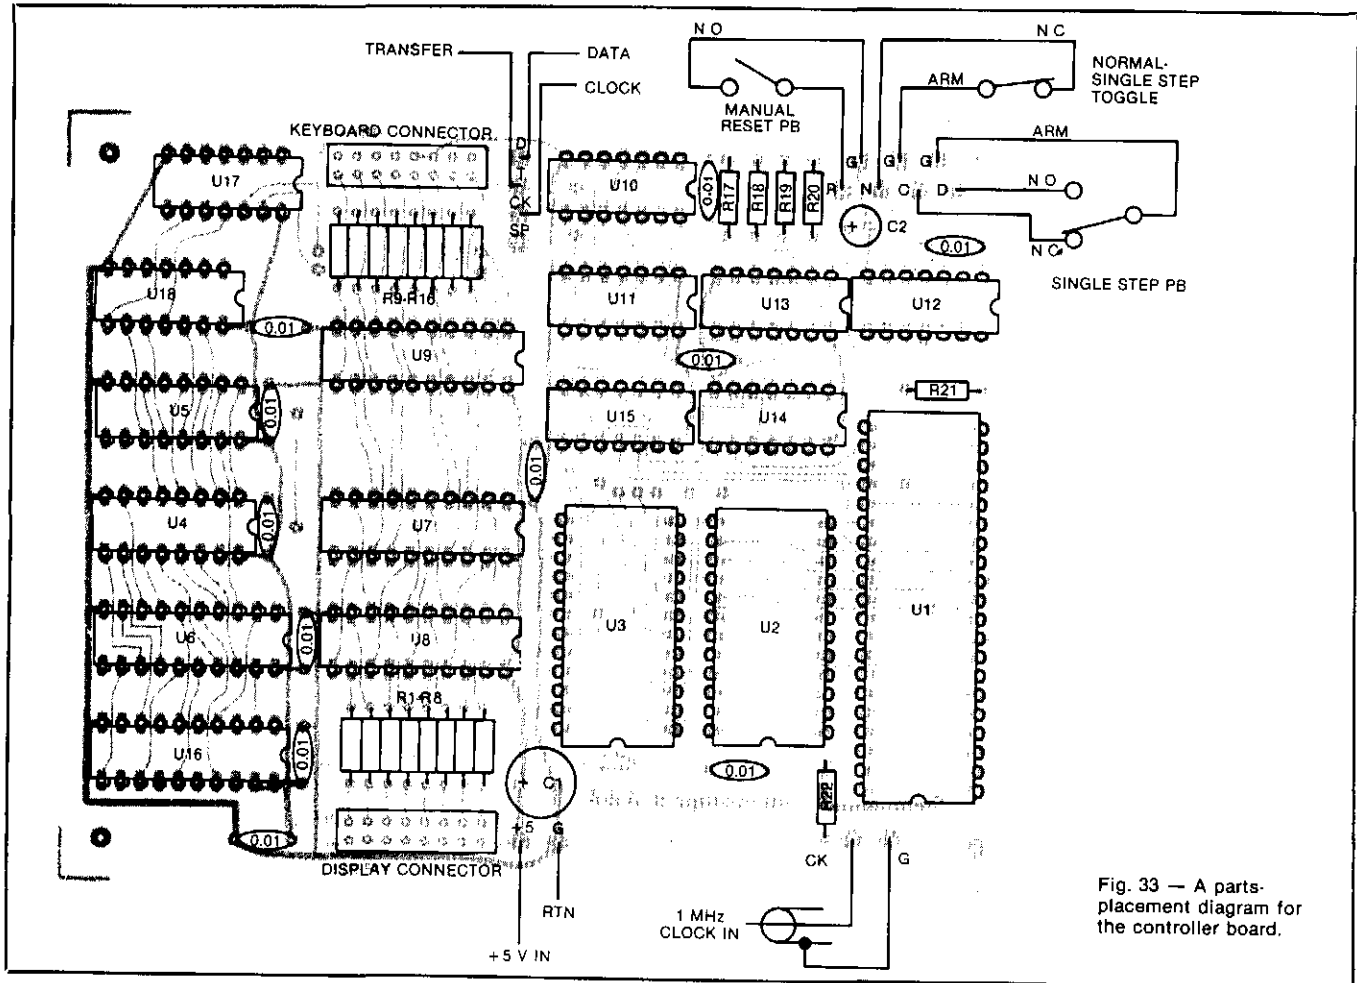 N O
N C
TRANSFER
DATA
CLOCK
ARM
NORMAL-
SINGLE STEP
TOGGLE
MANUAL
RESET PB
KEYBOARD CONNECTOR
D
T
CK
SP
U17
U10
0.01
R17
R18
R19
R20
G
G
G
R
N
C
D
ARM
N O
N C
C2
+
0.01
SINGLE STEP PB
U18
R9-R16
U11
U13
U12
0.01
U9
0.01
U5
0.01
U15
U14
R21
0.01
U4
0.01
U7
U6
0.01
U8
U3
U2
U1
R1-R8
U16
0.01
+ C1
0.01
R22
+5 G
0.01
DISPLAY CONNECTOR
CK
G
RTN
1 MHz
CLOCK IN
+5 V IN
Fig. 33 — A parts-
placement diagram for
the controller board.